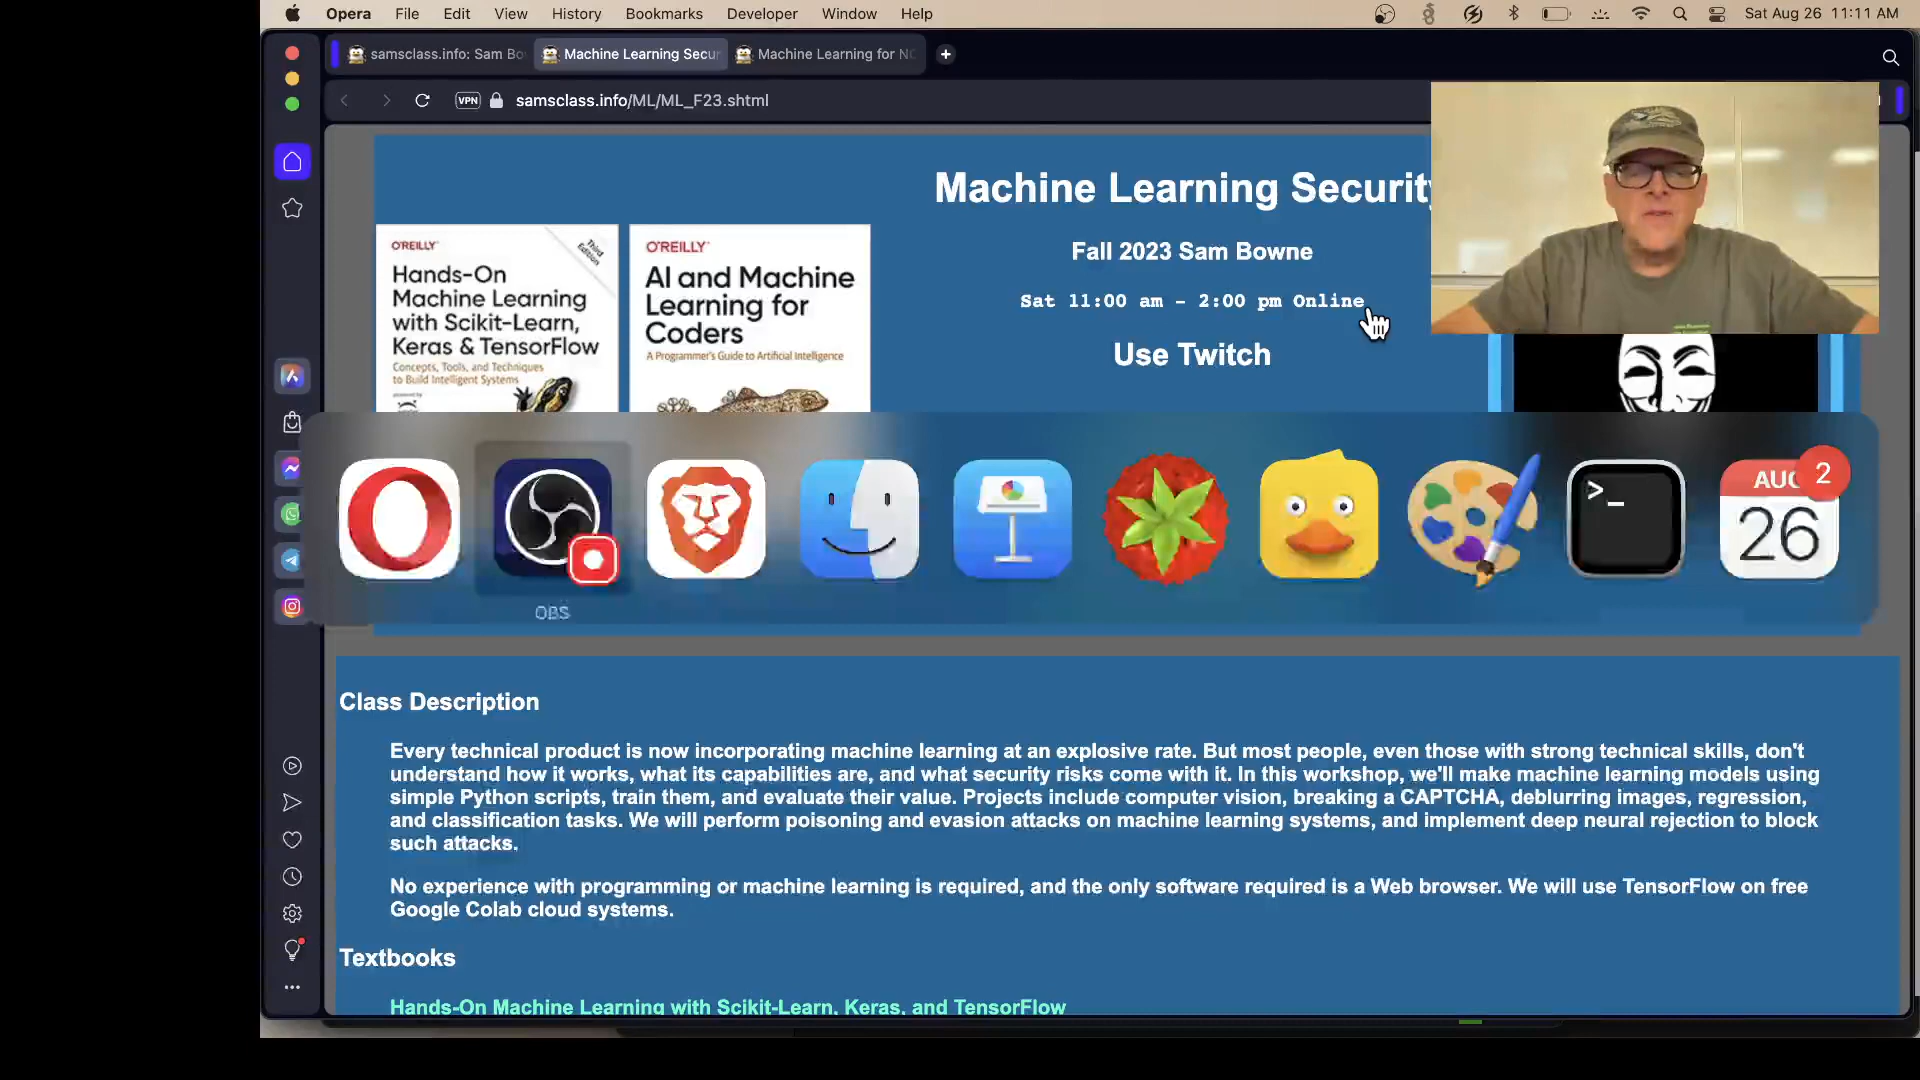 Opera File Edit View History Bookmarks Developer Window Help
Sat Aug 26 11:11 AM
samsclass.info: Sam Bo
Machine Learning Secur
Machine Learning for NO
VPN
samsclass.info/ML/ML_F23.shtml
Machine Learning Security
Fall 2023 Sam Bowne
Sat 11:00 am - 2:00 pm Online
Use Twitch
O'REILLY
Third Edition
Hands-On
Machine Learning
with Scikit-Learn,
Keras & TensorFlow
Concepts, Tools, and Techniques
to Build Intelligent Systems
powered by
O'REILLY
AI and Machine
Learning for
Coders
A Programmer's Guide to Artificial Intelligence
OBS
>_
AUG
2
26
Class Description
Every technical product is now incorporating machine learning at an explosive rate. But most people, even those with strong technical skills, don't
understand how it works, what its capabilities are, and what security risks come with it. In this workshop, we'll make machine learning models using
simple Python scripts, train them, and evaluate their value. Projects include computer vision, breaking a CAPTCHA, deblurring images, regression,
and classification tasks. We will perform poisoning and evasion attacks on machine learning systems, and implement deep neural rejection to block
such attacks.
No experience with programming or machine learning is required, and the only software required is a Web browser. We will use TensorFlow on free
Google Colab cloud systems.
Textbooks
Hands-On Machine Learning with Scikit-Learn, Keras, and TensorFlow